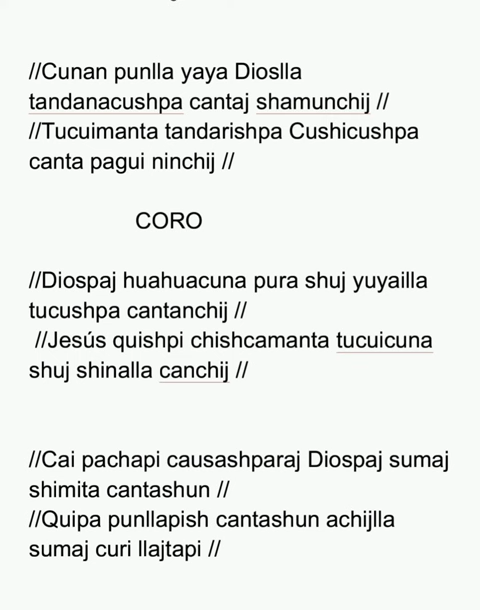 //Cunan punlla yaya Dioslla
tandanacushpa cantaj shamunchij //
//Tucuimanta tandarishpa Cushicushpa
canta pagui ninchij //
CORO
//Diospaj huahuacuna pura shuj yuyailla
tucushpa cantanchij //
//Jesús quishpi chishcamanta tucuicuna
shuj shinalla canchij //
//Cai pachapi causashparaj Diospaj sumaj
shimita cantashun //
//Quipa punllapish cantashun achijlla
sumaj curi llajtapi //